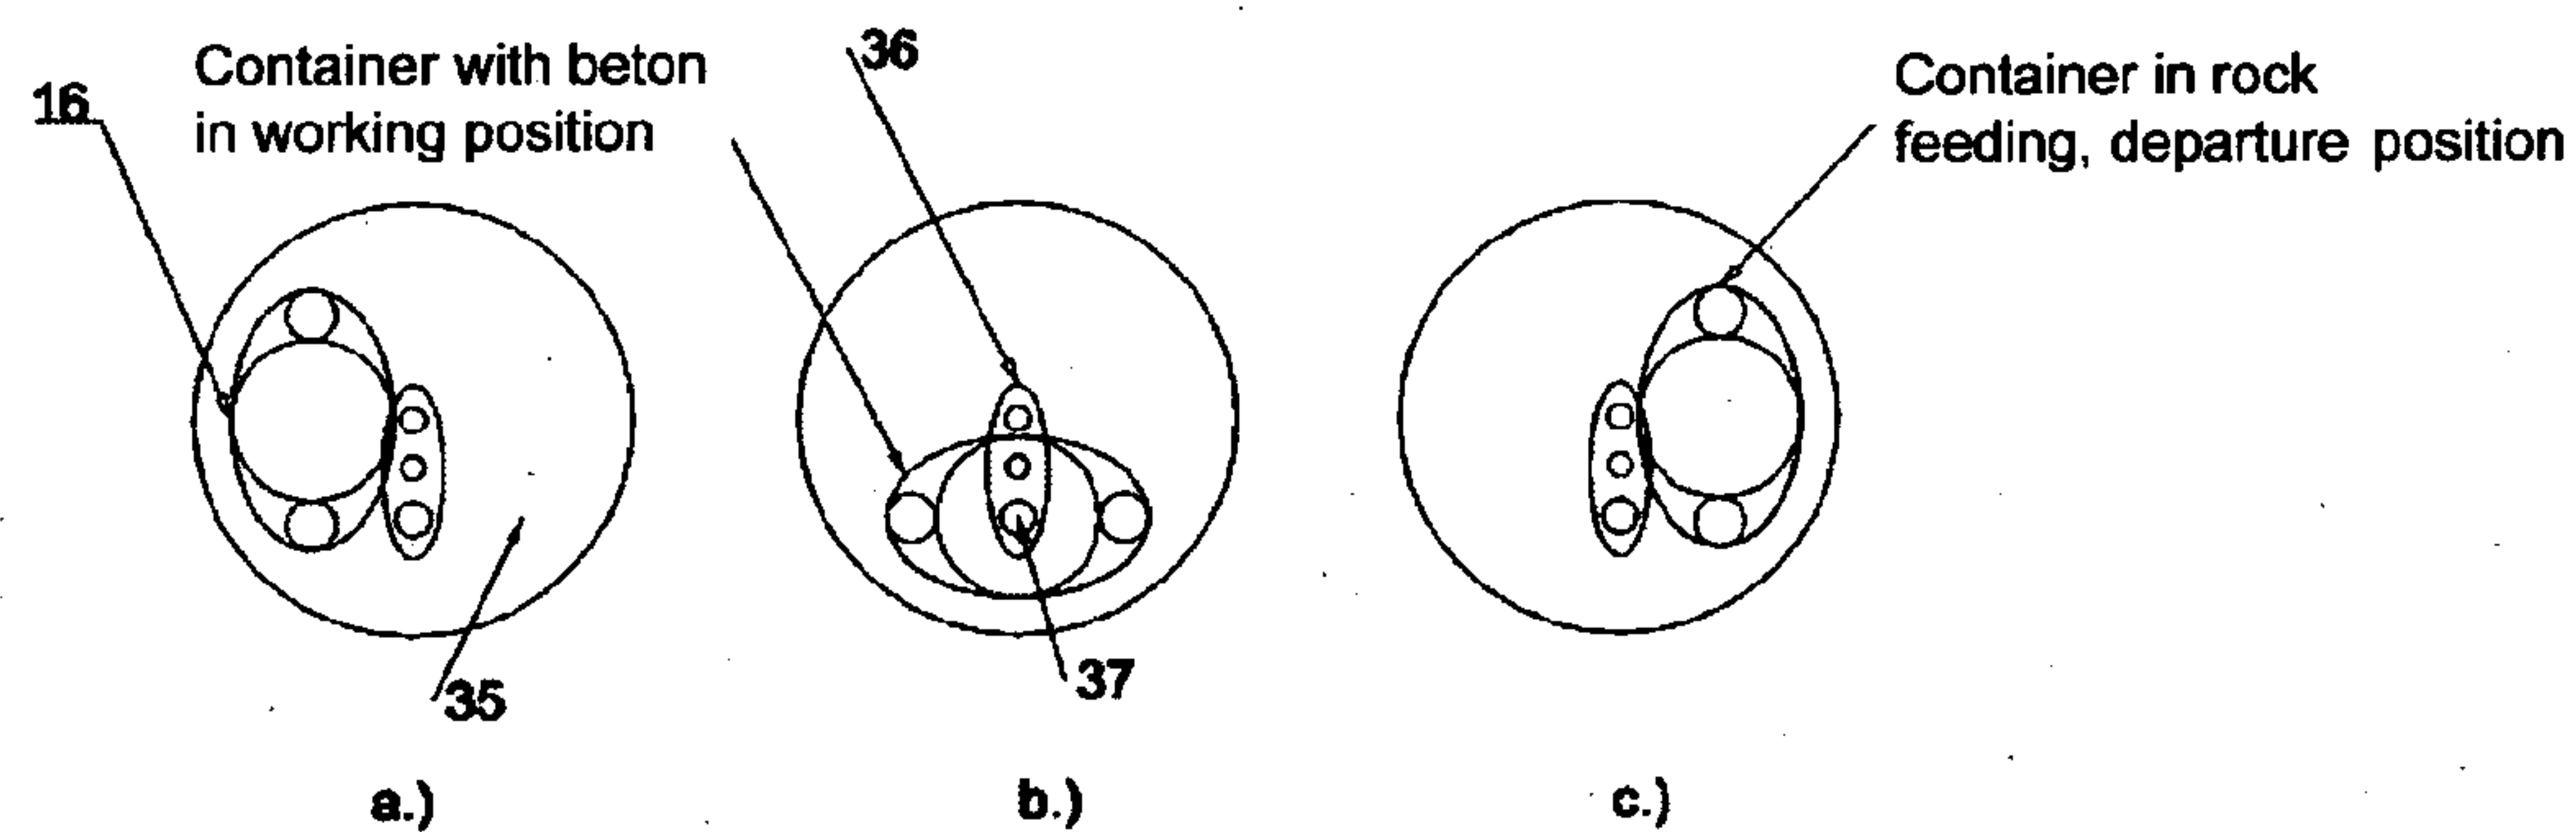 16
Container with beton
in working position
36
Container in rock
feeding, departure position
35
37
a.)
b.)
c.)